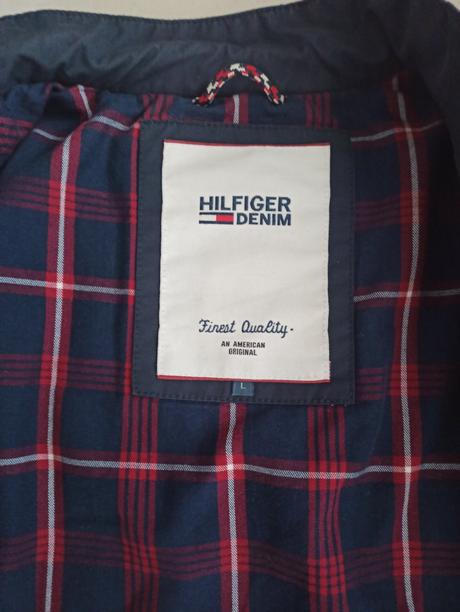 HILFIGER
DENIM
Finest Quality.
AN AMERICAN
ORIGINAL
L